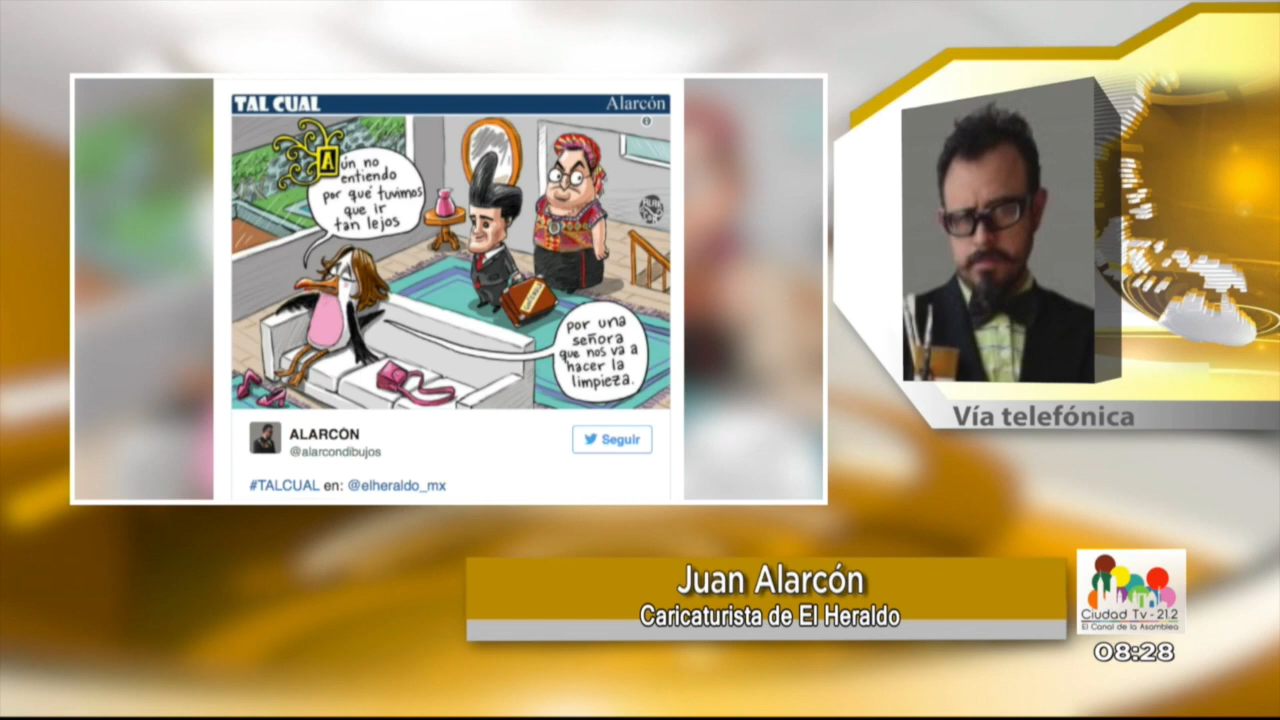 TAL CUAL
Alarcón
Aún no
entiendo
por qué tuvimos
que ir
tan lejos
por una
señora
que nos va a
hacer la
limpieza.
ALARCÓN
@alarcondibujos
Seguir
#TALCUAL en: @elheraldo_mx
Vía telefónica
Juan Alarcón
Caricaturista de El Heraldo
Ciudad Tv - 21.2
El Canal de la Asamblea
08:28